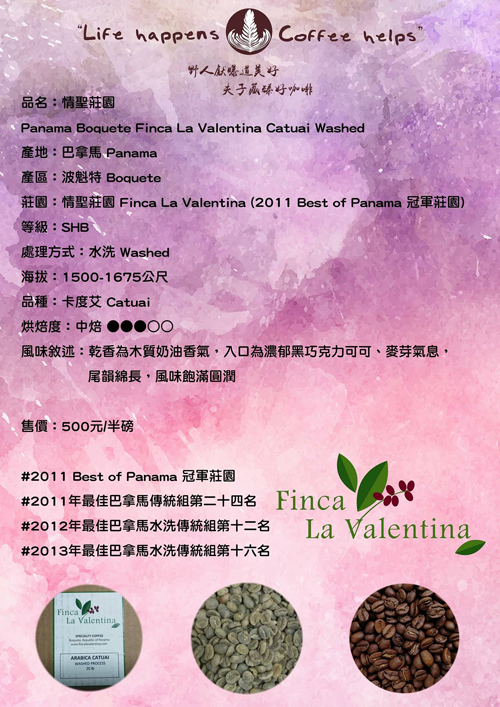 “Life happens Coffee helps”
野人獻曝道美好
夫子藏臻好咖啡
品名：情聖莊園
Panama Boquete Finca La Valentina Catuai Washed
產地：巴拿馬 Panama
產區：波魁特 Boquete
莊園：情聖莊園 Finca La Valentina (2011 Best of Panama 冠軍莊園)
等級：SHB
處理方式：水洗 Washed
海拔：1500-1675公尺
品種：卡度艾 Catuai
烘焙度：中焙 ●●●○○
風味敘述：乾香為木質奶油香氣，入口為濃郁黑巧克力可可、麥芽氣息，
尾韻綿長，風味飽滿圓潤
售價：500元/半磅
#2011 Best of Panama 冠軍莊園
#2011年最佳巴拿馬傳統組第二十四名
#2012年最佳巴拿馬水洗傳統組第十二名
#2013年最佳巴拿馬水洗傳統組第十六名
Finca
La Valentina
Finca
La Valentina
SPECIALTY COFFEE
Boquete, Republic of Panama
www.fincalavalentina.com
ARABICA CATUAI
WASHED PROCESS